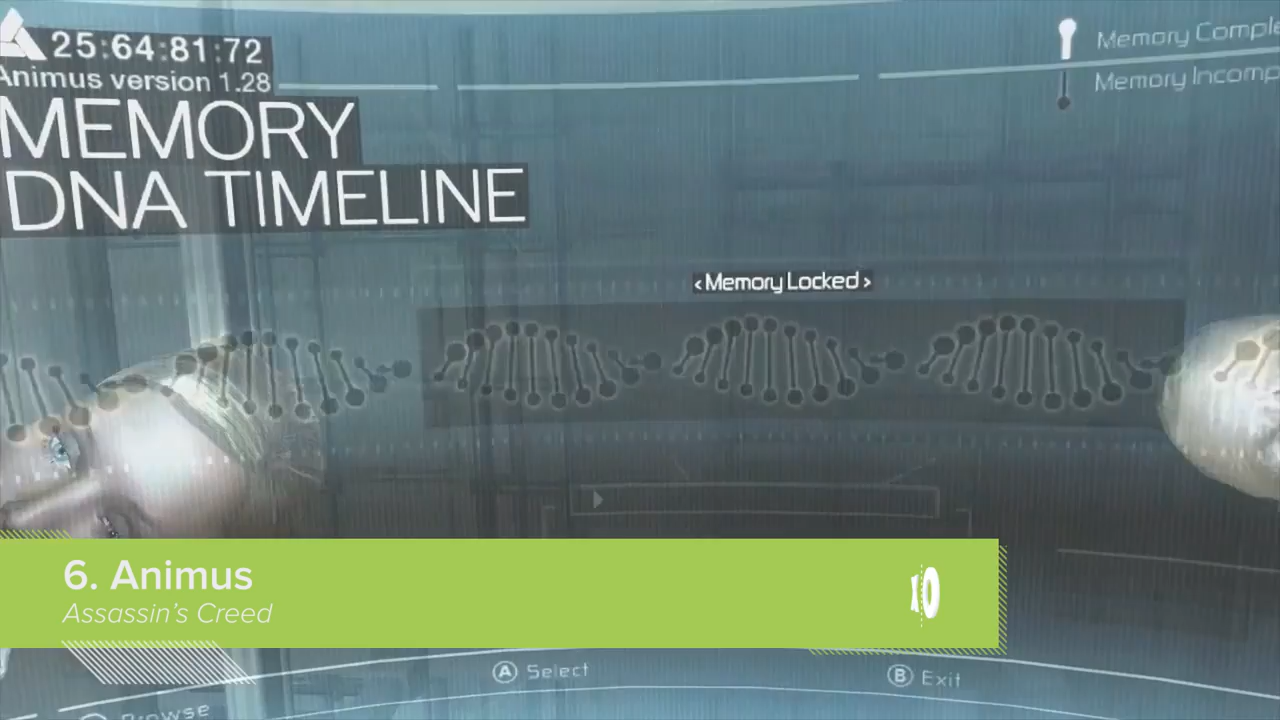 25:64:81:72
Animus version 1.28
MEMORY
DNA TIMELINE
Memory Comple
Memory Incomp
‹Memory Locked›
6. Animus
Assassin's Creed
10
A Select
B Exit
Browse